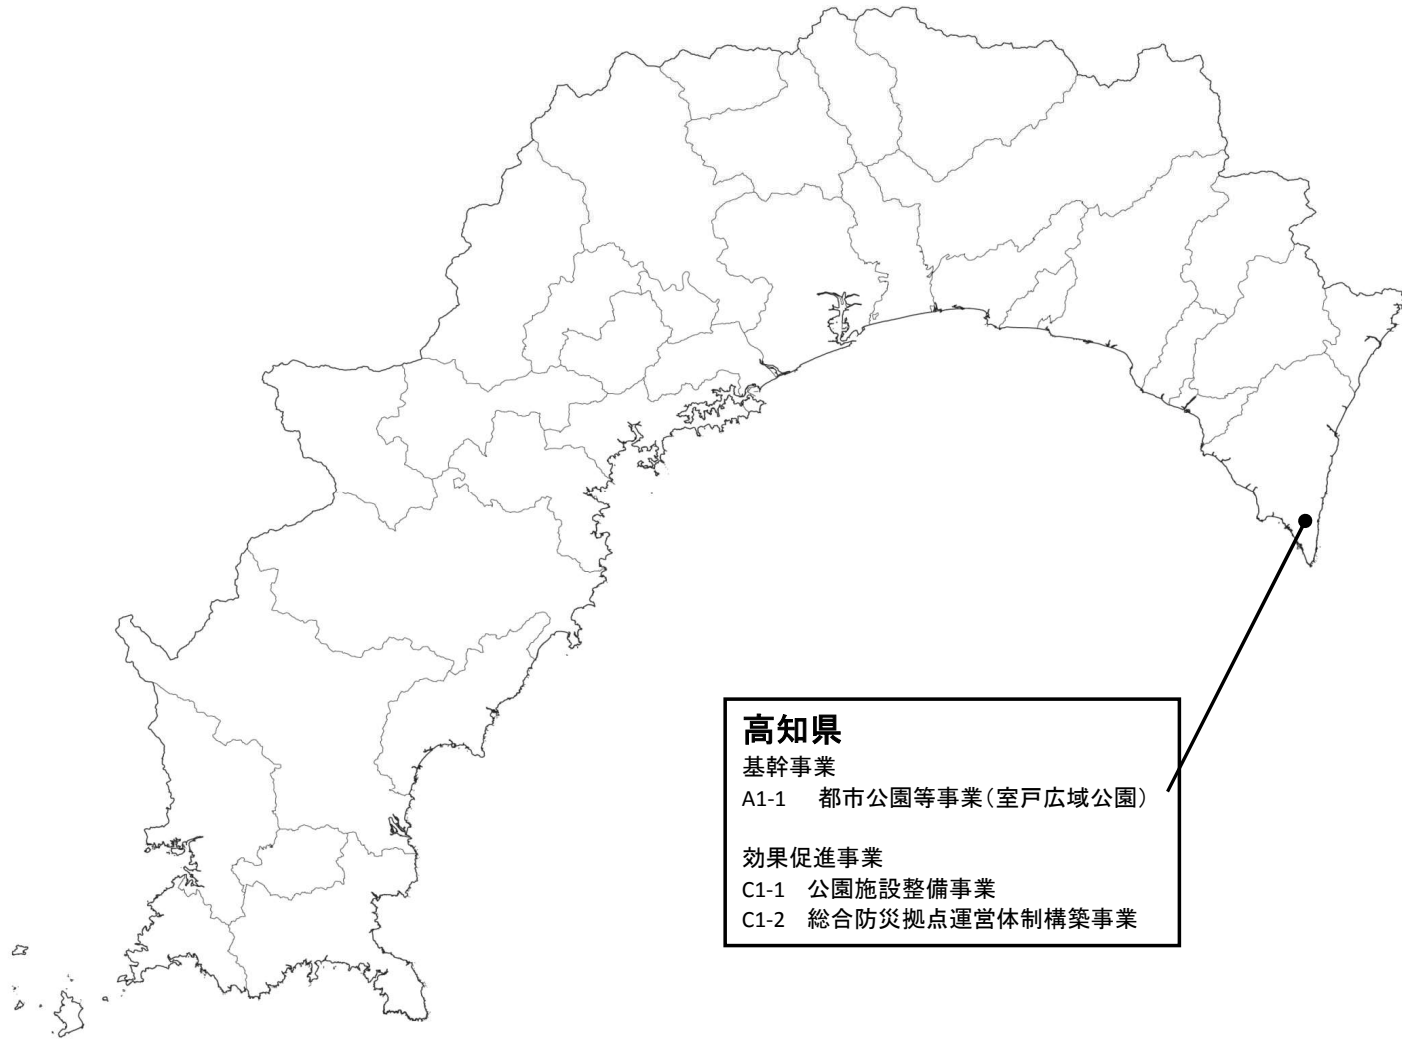 高知県
基幹事業
A1-1　都市公園等事業（室戸広域公園）
効果促進事業
C1-1　公園施設整備事業
C1-2　総合防災拠点運営体制構築事業